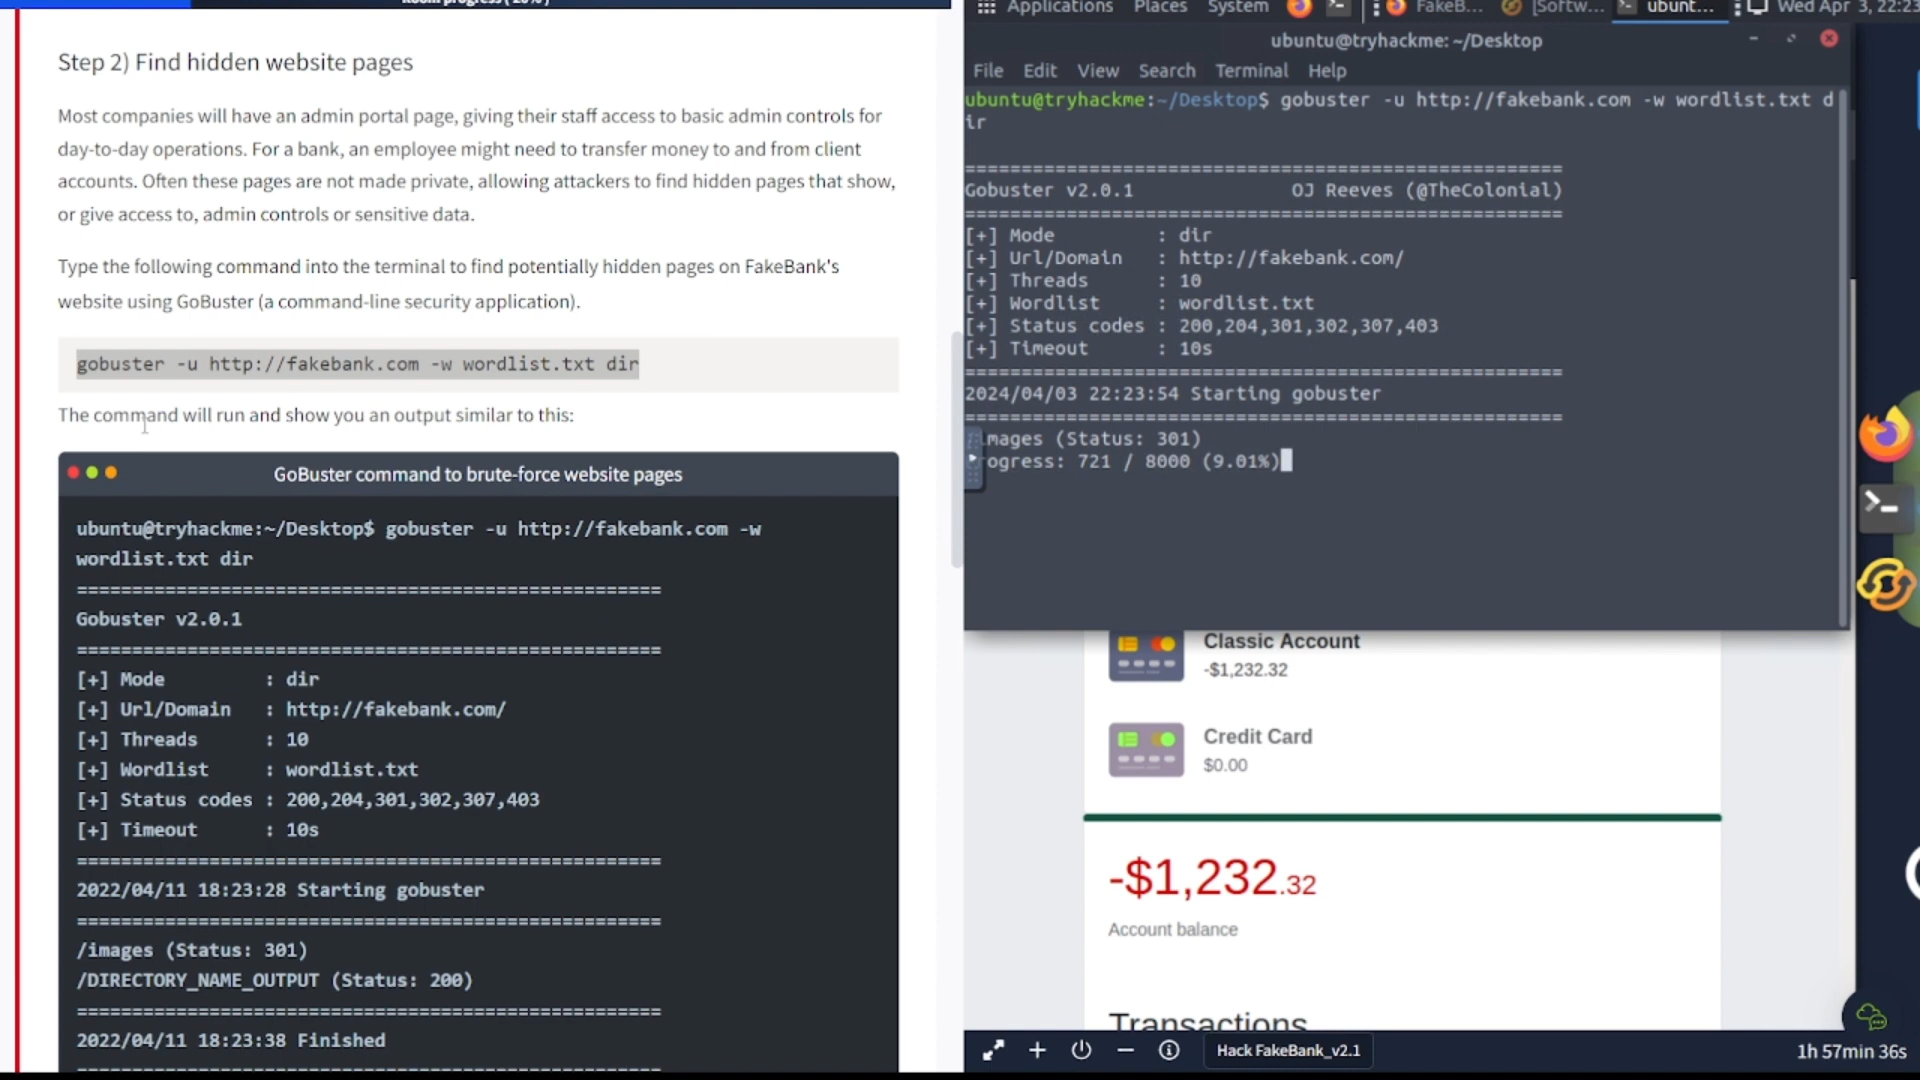 Room progress ( 20%)
Step 2) Find hidden website pages
Most companies will have an admin portal page, giving their staff access to basic admin controls for
day-to-day operations. For a bank, an employee might need to transfer money to and from client
accounts. Often these pages are not made private, allowing attackers to find hidden pages that show,
or give access to, admin controls or sensitive data.
Type the following command into the terminal to find potentially hidden pages on FakeBank's
website using GoBuster (a command-line security application).
gobuster -u http://fakebank.com -w wordlist.txt dir
The command will run and show you an output similar to this:
GoBuster command to brute-force website pages
ubuntu@tryhackme:~/Desktop$ gobuster -u http://fakebank.com -w
wordlist.txt dir
=====================================================
Gobuster v2.0.1
=====================================================
[+] Mode : dir
[+] Url/Domain : http://fakebank.com/
[+] Threads : 10
[+] Wordlist : wordlist.txt
[+] Status codes : 200,204,301,302,307,403
[+] Timeout : 10s
=====================================================
2022/04/11 18:23:28 Starting gobuster
=====================================================
/images (Status: 301)
/DIRECTORY_NAME_OUTPUT (Status: 200)
=====================================================
2022/04/11 18:23:38 Finished
=====================================================
Applications Places System FakeB... [Softw... ubunt... Wed Apr 3, 22:23
ubuntu@tryhackme: ~/Desktop
File Edit View Search Terminal Help
ubuntu@tryhackme:~/Desktop$ gobuster -u http://fakebank.com -w wordlist.txt d
ir
=====================================================
Gobuster v2.0.1 OJ Reeves (@TheColonial)
=====================================================
[+] Mode : dir
[+] Url/Domain : http://fakebank.com/
[+] Threads : 10
[+] Wordlist : wordlist.txt
[+] Status codes : 200,204,301,302,307,403
[+] Timeout : 10s
=====================================================
2024/04/03 22:23:54 Starting gobuster
=====================================================
mages (Status: 301)
rogress: 721 / 8000 (9.01%)
Classic Account
-$1,232.32
Credit Card
$0.00
-$1,232.32
Account balance
Transactions
Hack FakeBank_v2.1
1h 57min 36s